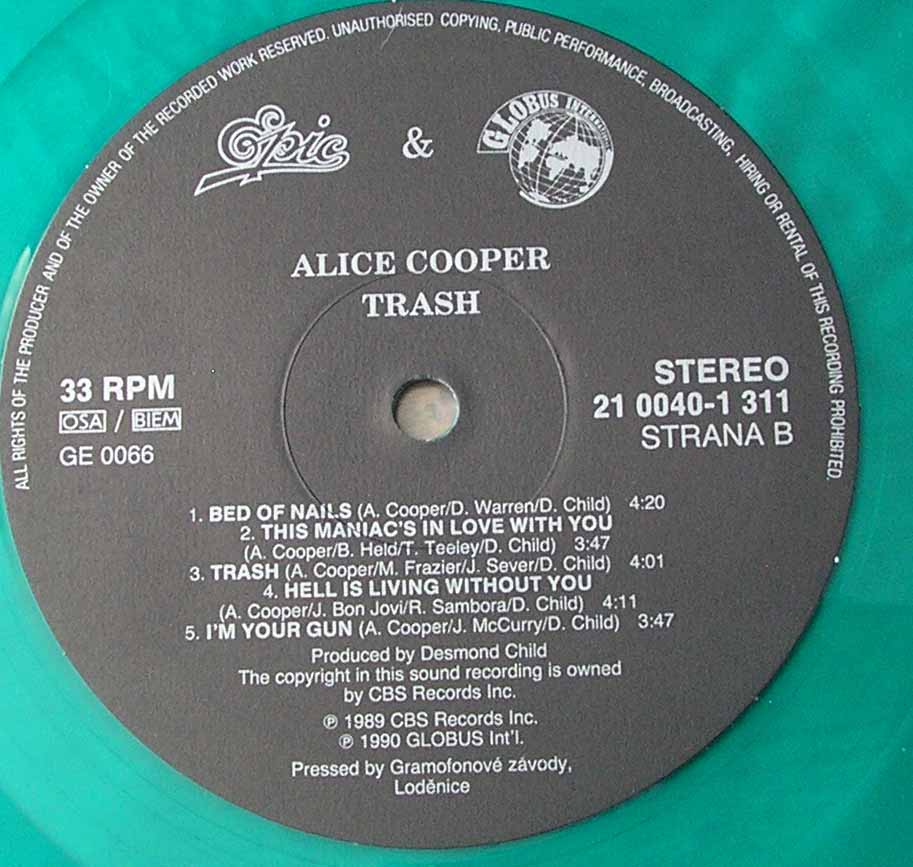 ALL RIGHTS OF THE PRODUCER AND OF THE OWNER OF THE RECORDED WORK RESERVED. UNAUTHORISED COPYING, PUBLIC PERFORMANCE, BROADCASTING, HIRING OR RENTAL OF THIS RECORDING PROHIBITED.
Epic & GLOBUS INTERNATIONAL
ALICE COOPER
TRASH
33 RPM
OSA / BIEM
GE 0066
STEREO
21 0040-1 311
STRANA B
1. BED OF NAILS (A. Cooper/D. Warren/D. Child) 4:20
2. THIS MANIAC'S IN LOVE WITH YOU
(A. Cooper/B. Held/T. Teeley/D. Child) 3:47
3. TRASH (A. Cooper/M. Frazier/J. Sever/D. Child) 4:01
4. HELL IS LIVING WITHOUT YOU
(A. Cooper/J. Bon Jovi/R. Sambora/D. Child) 4:11
5. I'M YOUR GUN (A. Cooper/J. McCurry/D. Child) 3:47
Produced by Desmond Child
The copyright in this sound recording is owned
by CBS Records Inc.
℗ 1989 CBS Records Inc.
℗ 1990 GLOBUS Int'l.
Pressed by Gramofonové závody,
Loděnice